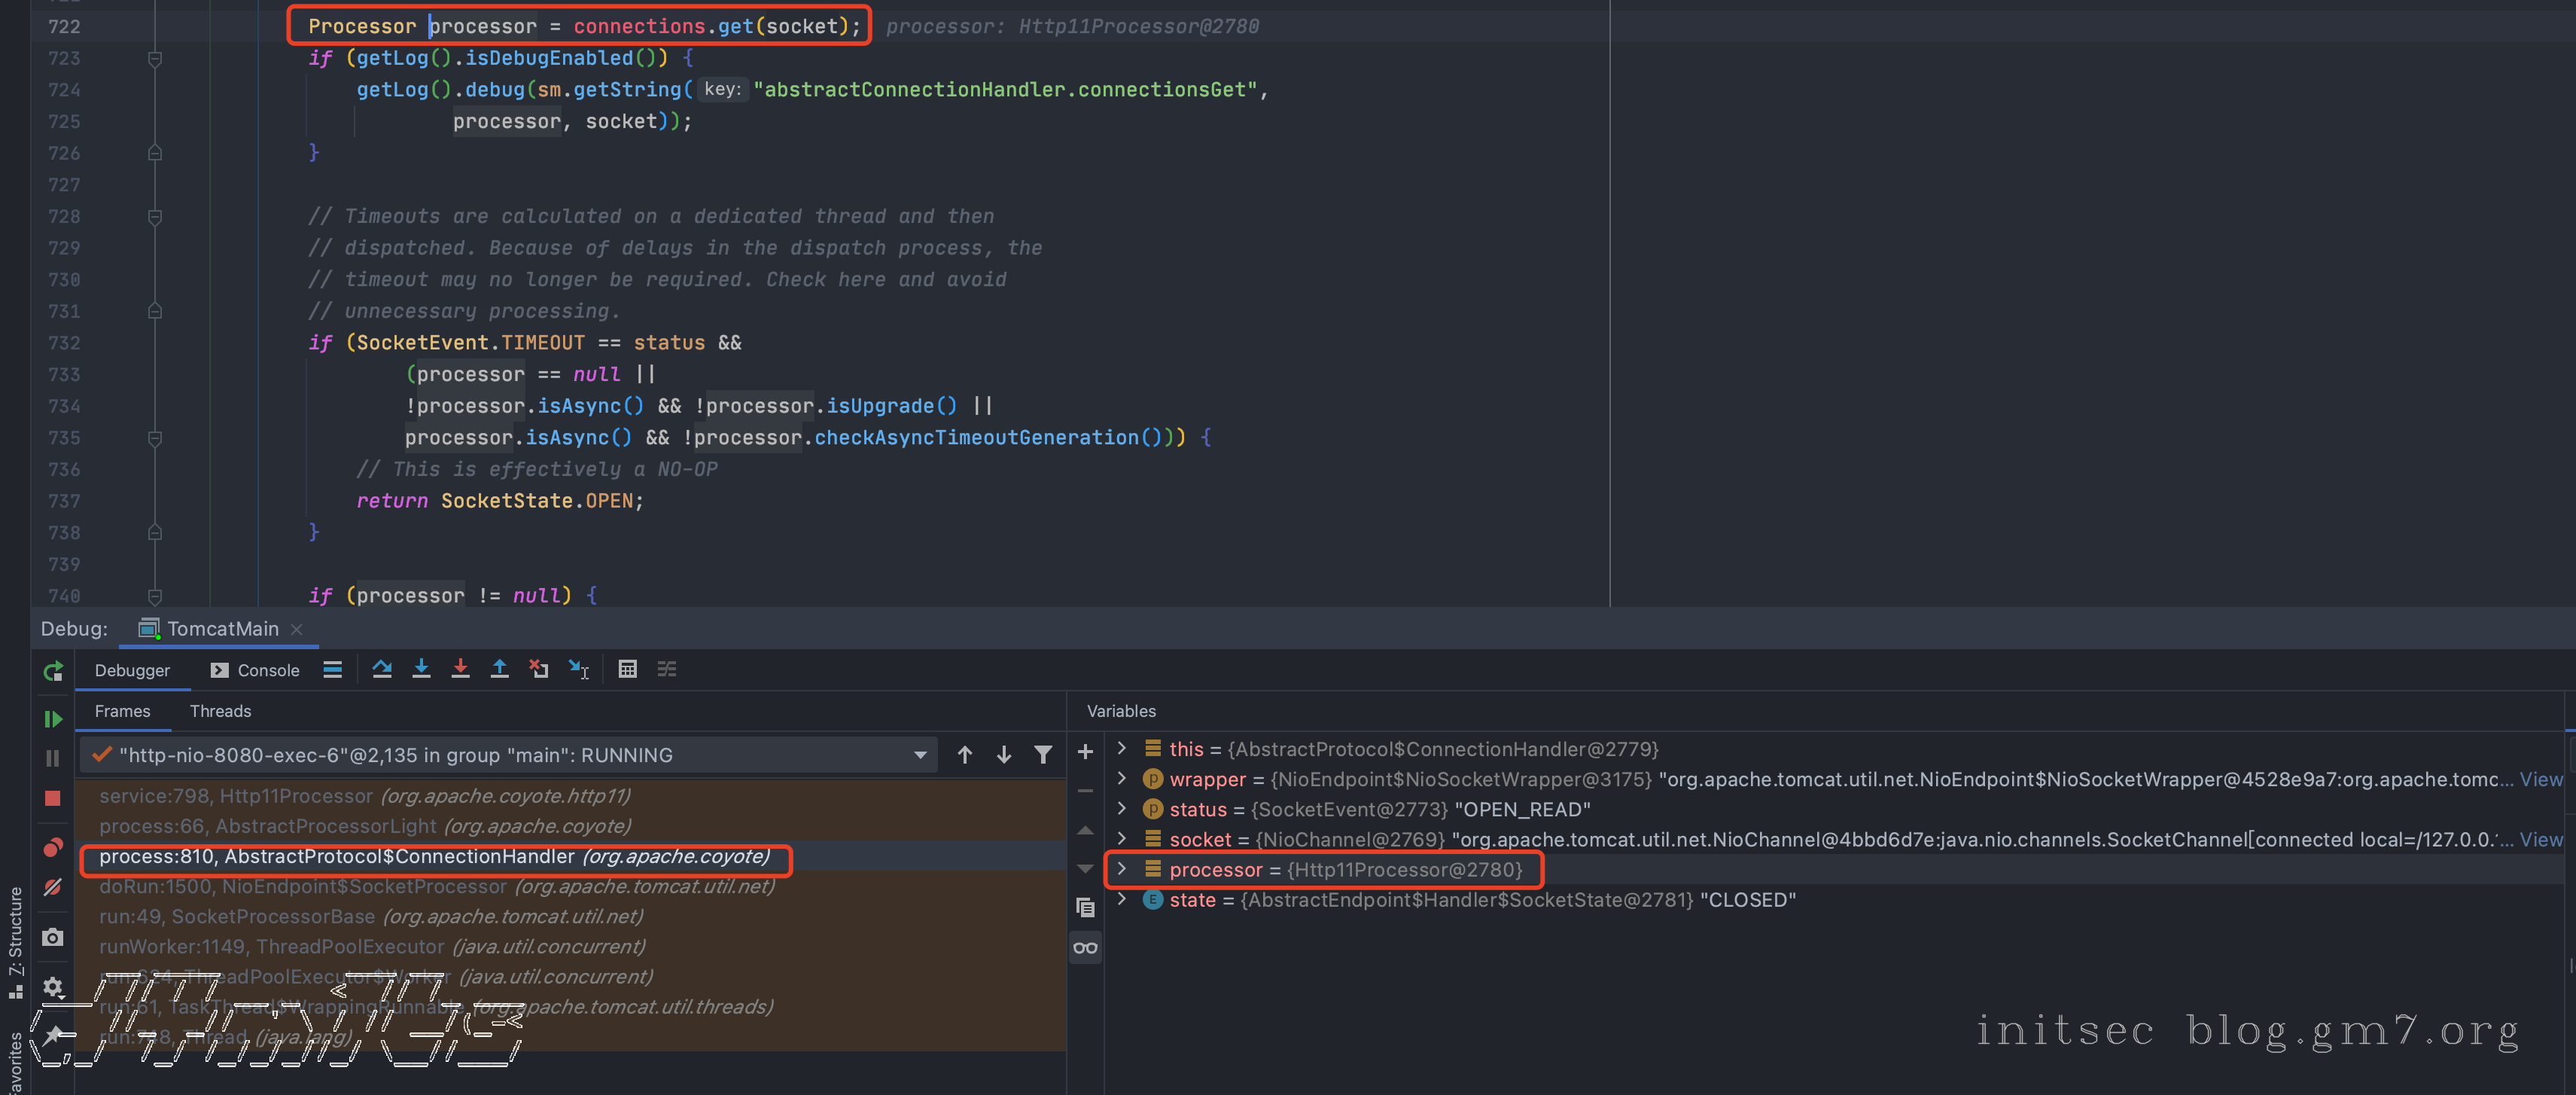 722 Processor processor = connections.get(socket); processor: Http11Processor@2780
723 if (getLog().isDebugEnabled()) {
724 getLog().debug(sm.getString( key: "abstractConnectionHandler.connectionsGet",
725 processor, socket));
726 }
727
728 // Timeouts are calculated on a dedicated thread and then
729 // dispatched. Because of delays in the dispatch process, the
730 // timeout may no longer be required. Check here and avoid
731 // unnecessary processing.
732 if (SocketEvent.TIMEOUT == status &&
733 (processor == null ||
734 !processor.isAsync() && !processor.isUpgrade() ||
735 processor.isAsync() && !processor.checkAsyncTimeoutGeneration())) {
736 // This is effectively a NO-OP
737 return SocketState.OPEN;
738 }
739
740 if (processor != null) {
Debug: TomcatMain
Debugger Console
Frames Threads
Variables
"http-nio-8080-exec-6"@2,135 in group "main": RUNNING
service:798, Http11Processor (org.apache.coyote.http11)
process:66, AbstractProcessorLight (org.apache.coyote)
process:810, AbstractProtocol$ConnectionHandler (org.apache.coyote)
doRun:1500, NioEndpoint$SocketProcessor (org.apache.tomcat.util.net)
run:49, SocketProcessorBase (org.apache.tomcat.util.net)
runWorker:1149, ThreadPoolExecutor (java.util.concurrent)
run:624, ThreadPoolExecutor$Worker (java.util.concurrent)
run:61, TaskThread$WrappingRunnable (org.apache.tomcat.util.threads)
run:748, Thread (java.lang)
this = {AbstractProtocol$ConnectionHandler@2779}
wrapper = {NioEndpoint$NioSocketWrapper@3175} "org.apache.tomcat.util.net.NioEndpoint$NioSocketWrapper@4528e9a7:org.apache.tomc... View
status = {SocketEvent@2773} "OPEN_READ"
socket = {NioChannel@2769} "org.apache.tomcat.util.net.NioChannel@4bbd6d7e:java.nio.channels.SocketChannel[connected local=/127.0.0.1... View
processor = {Http11Processor@2780}
state = {AbstractEndpoint$Handler$SocketState@2781} "CLOSED"
Z: Structure
Favorites
initsec blog.gm7.org